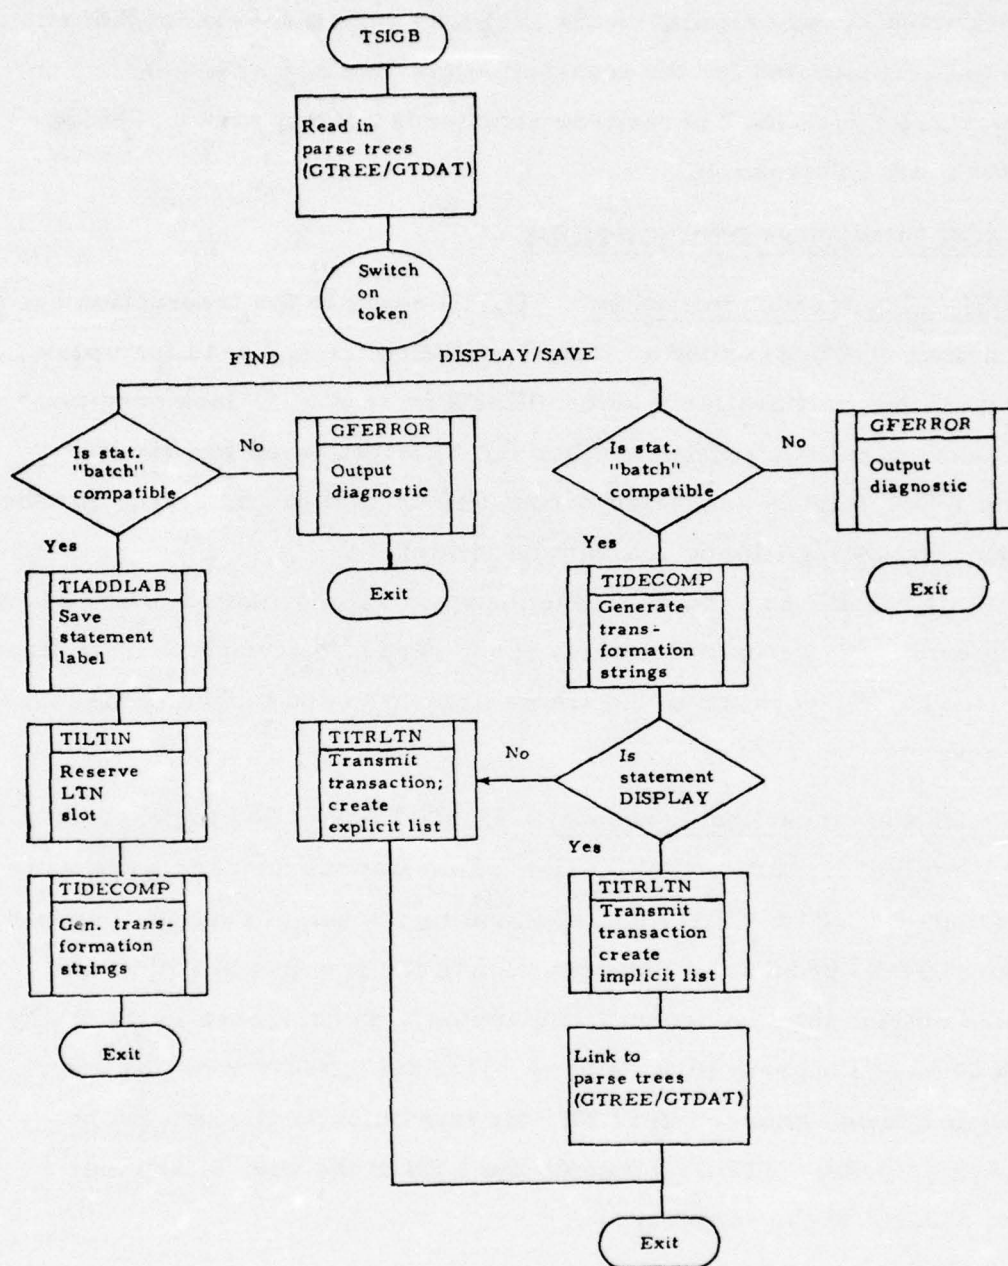 TSIGB
Read in
parse trees
(GTREE/GTDAT)
Switch
on
token
FIND
DISPLAY/SAVE
Is stat.
"batch"
compatible
No
GFERROR
Output
diagnostic
Exit
Yes
TIADDLAB
Save
statement
label
TILTIN
Reserve
LTN
slot
TIDECOMP
Gen. trans-
formation
strings
Exit
Is stat.
"batch"
compatible
No
GFERROR
Output
diagnostic
Exit
Yes
TIDECOMP
Generate
trans-
formation
strings
Is
statement
DISPLAY
No
TITRLTN
Transmit
transaction;
create
explicit list
Yes
TITRLTN
Transmit
transaction
create
implicit list
Link to
parse trees
(GTREE/GTDAT)
Exit